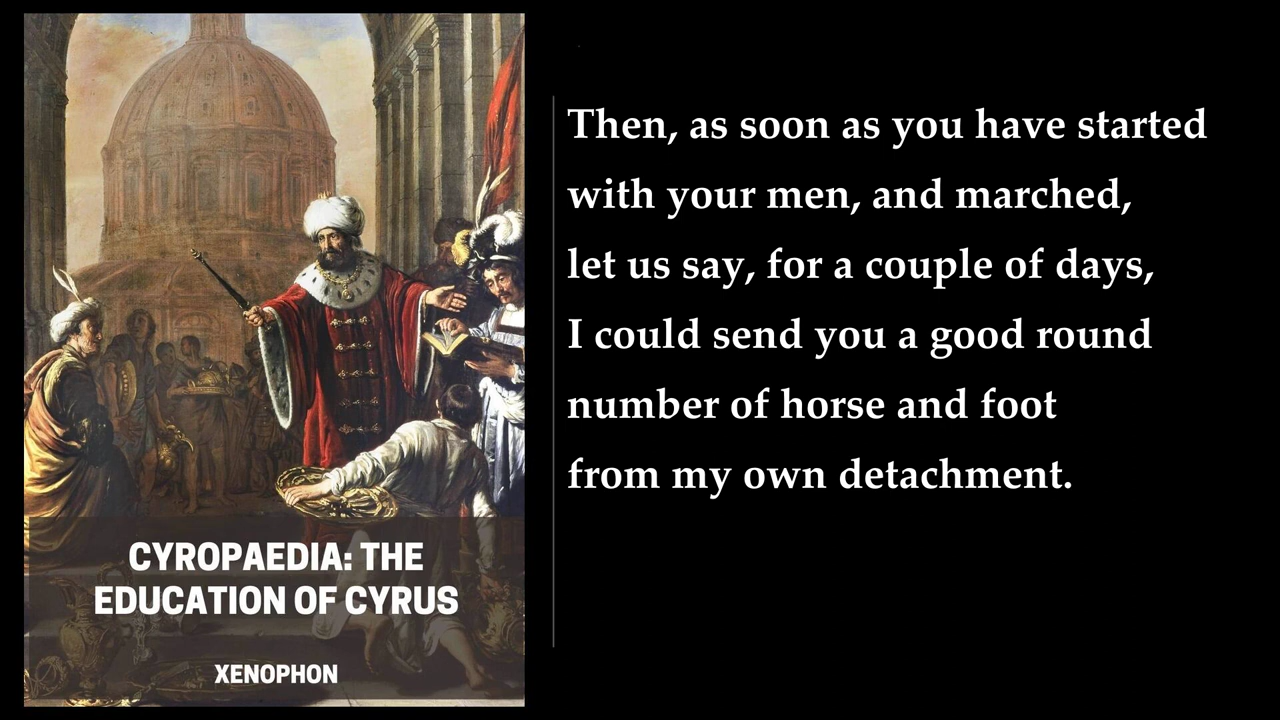 Then, as soon as you have started
with your men, and marched,
let us say, for a couple of days,
I could send you a good round
number of horse and foot
from my own detachment.
CYROPAEDIA: THE
EDUCATION OF CYRUS
XENOPHON